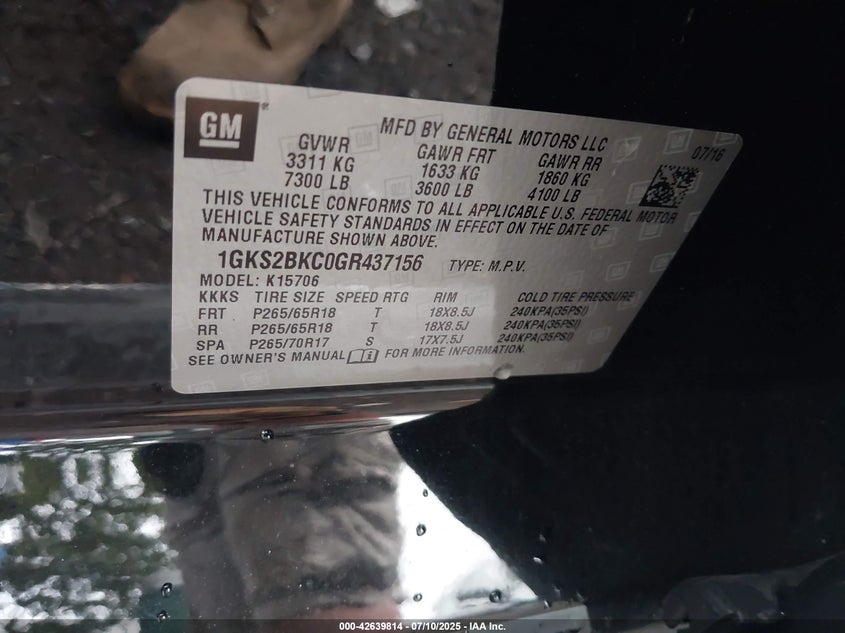 GM
MFD BY GENERAL MOTORS LLC
07/16
GVWR GAWR FRT GAWR RR
3311 KG 1633 KG 1860 KG
7300 LB 3600 LB 4100 LB
THIS VEHICLE CONFORMS TO ALL APPLICABLE U.S. FEDERAL MOTOR
VEHICLE SAFETY STANDARDS IN EFFECT ON THE DATE OF
MANUFACTURE SHOWN ABOVE.
1GKS2BKC0GR437156 TYPE: M.P.V.
MODEL: K15706
KKKS TIRE SIZE SPEED RTG RIM COLD TIRE PRESSURE
FRT P265/65R18 T 18X8.5J 240KPA(35PSI)
RR P265/65R18 T 18X8.5J 240KPA(35PSI)
SPA P265/70R17 S 17X7.5J 240KPA(35PSI)
SEE OWNER'S MANUAL FOR MORE INFORMATION.
000-42639814 - 07/10/2025 - IAA Inc.